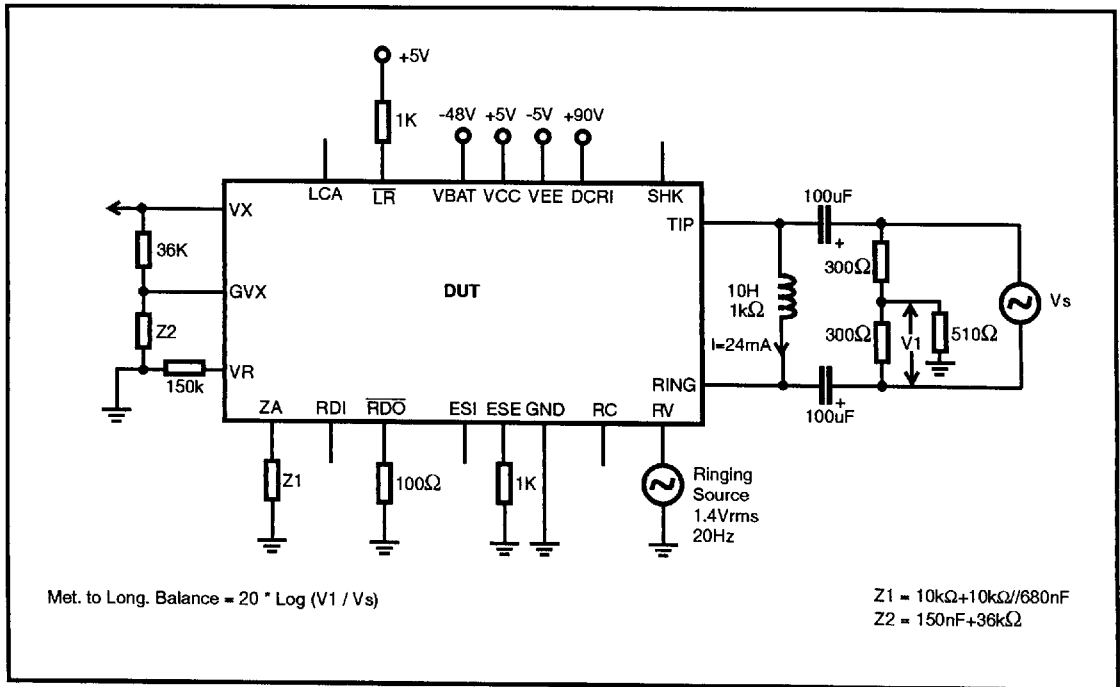 +5V
1K
-48V
+5V
-5V
+90V
LCA
LR
VBAT
VCC
VEE
DCRI
SHK
100uF
+
VX
TIP
36K
300Ω
GVX
DUT
10H
1kΩ
Vs
Z2
300Ω
V1
510Ω
I=24mA
VR
150k
RING
+
100uF
ZA
RDI
RDO
ESI
ESE
GND
RC
RV
Z1
100Ω
1K
Ringing
Source
1.4Vrms
20Hz
Met. to Long. Balance = 20 * Log (V1 / Vs)
Z1 = 10kΩ+10kΩ//680nF
Z2 = 150nF+36kΩ